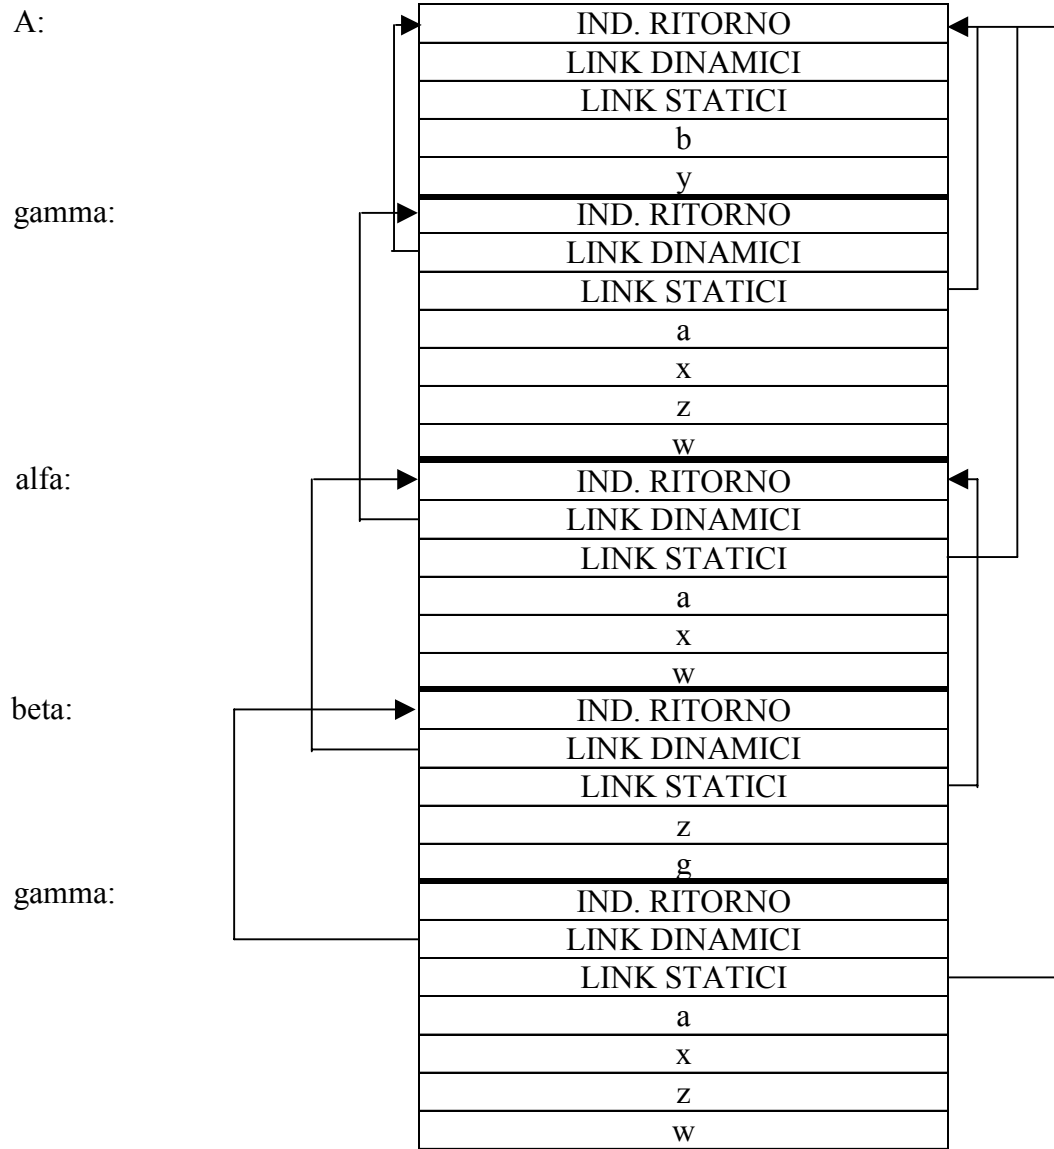 A:
IND. RITORNO
LINK DINAMICI
LINK STATICI
b
y
gamma:
IND. RITORNO
LINK DINAMICI
LINK STATICI
a
x
z
w
alfa:
IND. RITORNO
LINK DINAMICI
LINK STATICI
a
x
w
beta:
IND. RITORNO
LINK DINAMICI
LINK STATICI
z
g
gamma:
IND. RITORNO
LINK DINAMICI
LINK STATICI
a
x
z
w